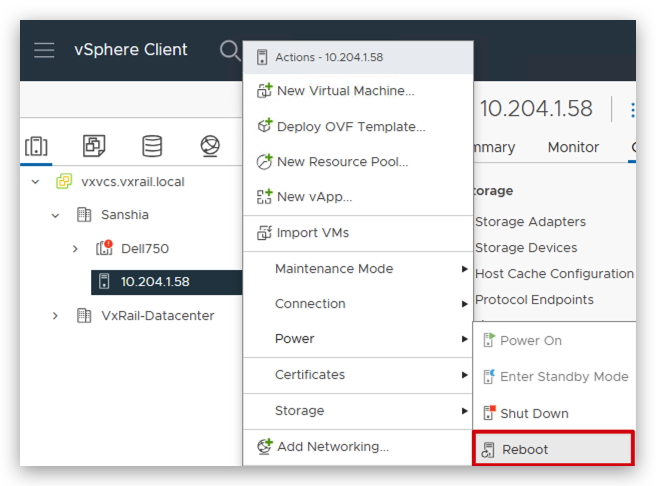 vSphere Client
Actions - 10.204.1.58
New Virtual Machine...
Deploy OVF Template...
New Resource Pool...
New vApp...
Import VMs
Maintenance Mode
Connection
Power
Certificates
Storage
Add Networking...
10.204.1.58
mmary
Monitor
vxvcs.vxrail.local
Sanshia
Dell750
10.204.1.58
VxRail-Datacenter
torage
Storage Adapters
Storage Devices
Host Cache Configuration
Protocol Endpoints
Power On
Enter Standby Mode
Shut Down
Reboot